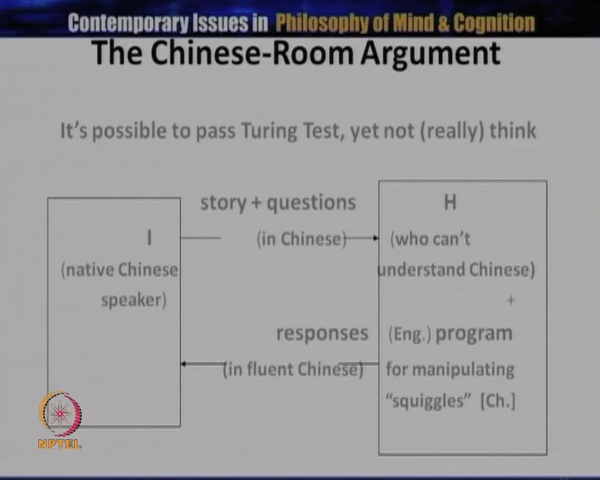 Contemporary Issues in Philosophy of Mind & Cognition
The Chinese-Room Argument
It's possible to pass Turing Test, yet not (really) think
I
(native Chinese
speaker)
story + questions
(in Chinese)
responses
(in fluent Chinese)
H
(who can't
understand Chinese)
+
(Eng.) program
for manipulating
“squiggles” [Ch.]
NPTEL